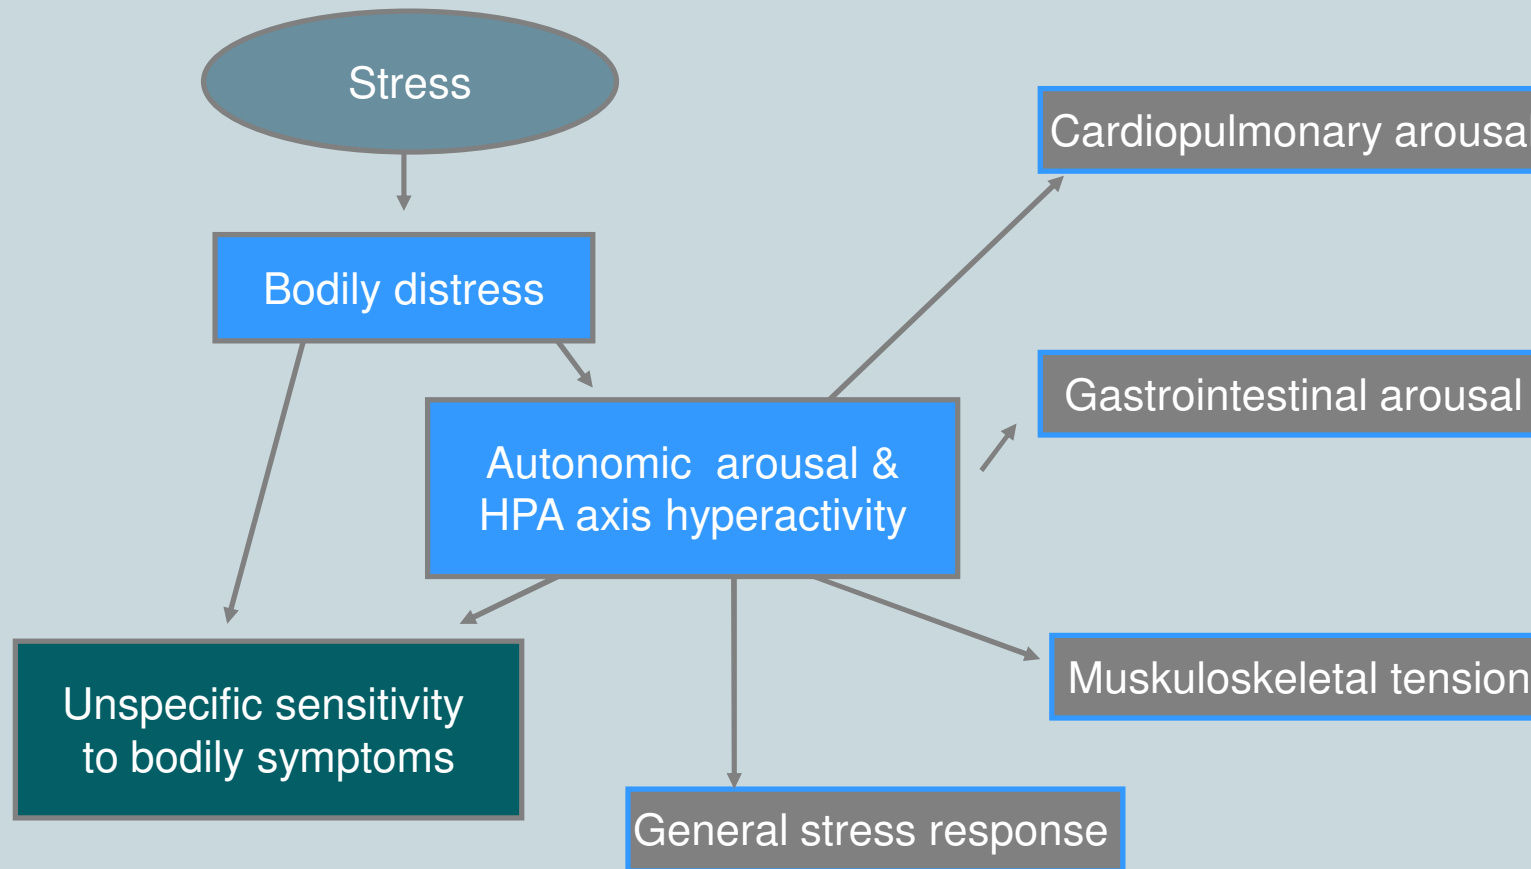 Stress
Cardiopulmonary arousal
Bodily distress
Gastrointestinal arousal
Autonomic arousal &
HPA axis hyperactivity
Muskuloskeletal tension
Unspecific sensitivity
to bodily symptoms
General stress response